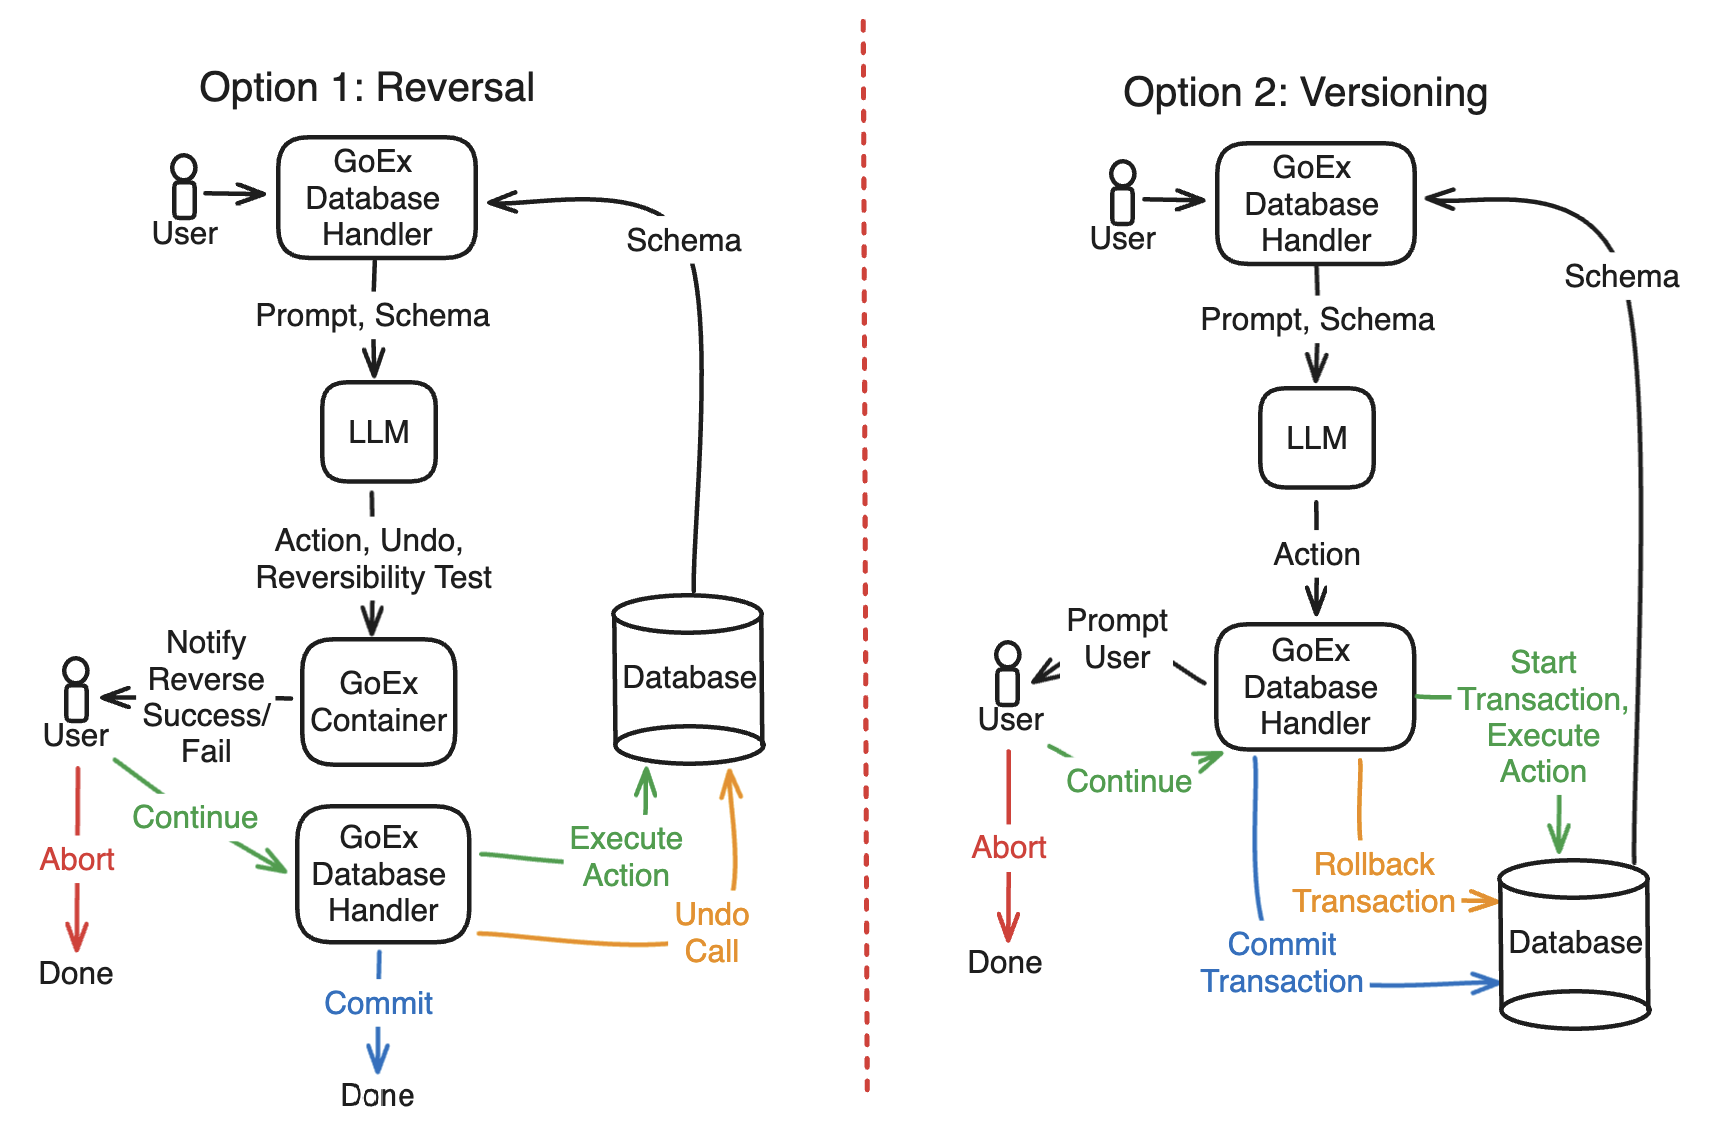 Option 1: Reversal
GoEx
Database
Handler
User
Schema
Prompt, Schema
LLM
Action, Undo,
Reversibility Test
Notify
Reverse
Success/
Fail
User
GoEx
Container
Database
Continue
Abort
Done
GoEx
Database
Handler
Execute
Action
Undo
Call
Commit
Done
Option 2: Versioning
GoEx
Database
Handler
User
Schema
Prompt, Schema
LLM
Action
Prompt
User
User
GoEx
Database
Handler
Start
Transaction,
Execute
Action
Continue
Abort
Done
Rollback
Transaction
Commit
Transaction
Database